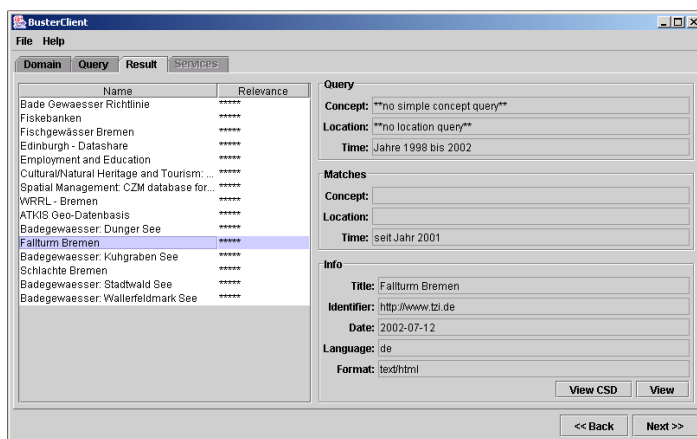 BusterClient
File Help
Domain Query Result Services
Name Relevance
Bade Gewaesser Richtlinie *****
Fiskebanken *****
Fischgewässer Bremen *****
Edinburgh - Datashare *****
Employment and Education *****
Cultural/Natural Heritage and Tourism: ... *****
Spatial Management: CZM database for... *****
WRRL - Bremen *****
ATKIS Geo-Datenbasis *****
Badegewaesser: Dunger See *****
Fallturm Bremen *****
Badegewaesser: Kuhgraben See *****
Schlachte Bremen *****
Badegewaesser: Stadtwald See *****
Badegewaesser: Wallerfeldmark See *****
Query
Concept: **no simple concept query**
Location: **no location query**
Time: Jahre 1998 bis 2002
Matches
Concept:
Location:
Time: seit Jahr 2001
Info
Title: Fallturm Bremen
Identifier: http://www.tzi.de
Date: 2002-07-12
Language: de
Format: text/html
View CSD View
<< Back Next >>